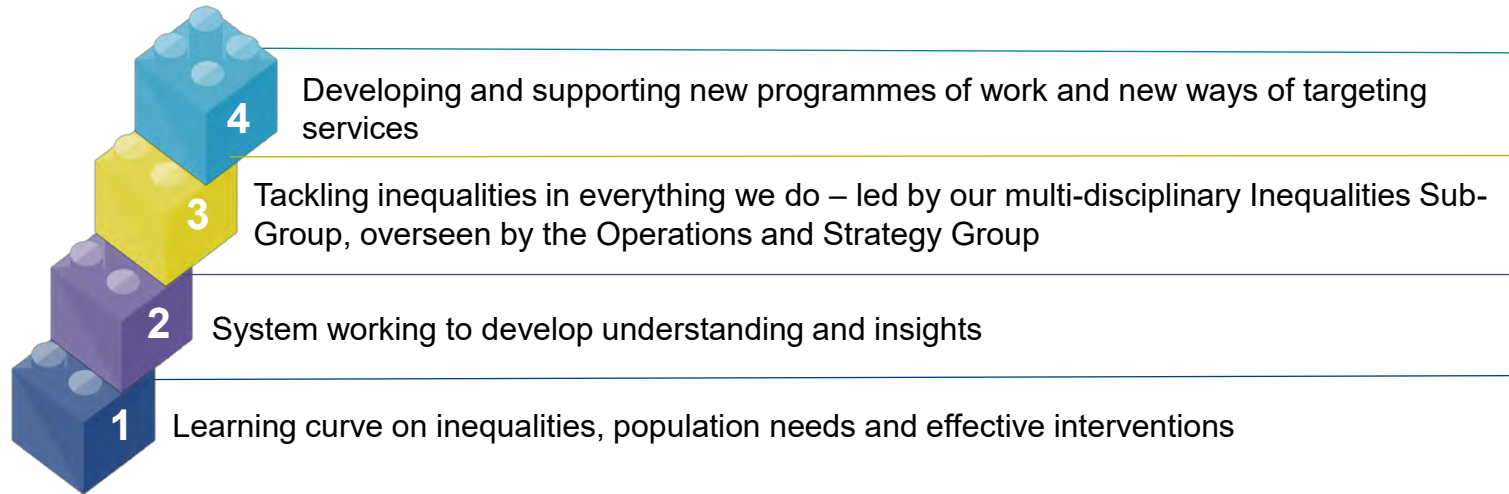 4
Developing and supporting new programmes of work and new ways of targeting
services
3
Tackling inequalities in everything we do – led by our multi-disciplinary Inequalities Sub-
Group, overseen by the Operations and Strategy Group
2
System working to develop understanding and insights
1
Learning curve on inequalities, population needs and effective interventions